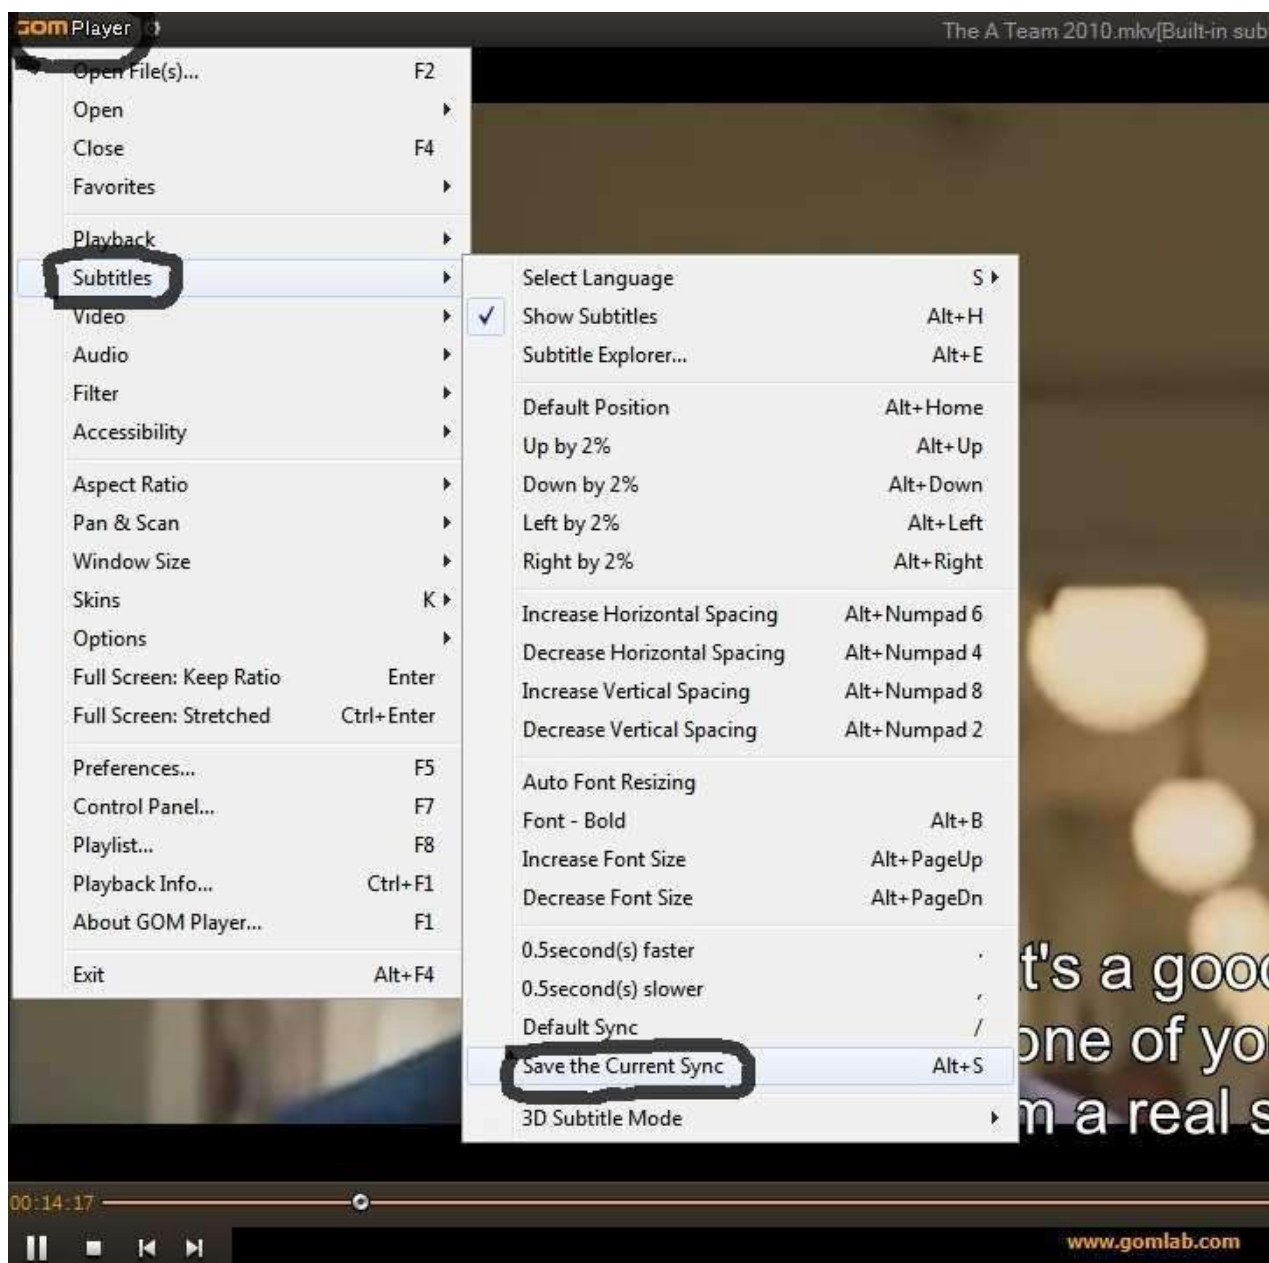 GOM Player
The A Team 2010.mkv[Built-in sub
Open File(s)... F2
Open
Close F4
Favorites
Playback
Subtitles
Video
Audio
Filter
Accessibility
Aspect Ratio
Pan & Scan
Window Size
Skins K
Options
Full Screen: Keep Ratio Enter
Full Screen: Stretched Ctrl+Enter
Preferences... F5
Control Panel... F7
Playlist... F8
Playback Info... Ctrl+F1
About GOM Player... F1
Exit Alt+F4
Select Language S
Show Subtitles Alt+H
Subtitle Explorer... Alt+E
Default Position Alt+Home
Up by 2% Alt+Up
Down by 2% Alt+Down
Left by 2% Alt+Left
Right by 2% Alt+Right
Increase Horizontal Spacing Alt+Numpad 6
Decrease Horizontal Spacing Alt+Numpad 4
Increase Vertical Spacing Alt+Numpad 8
Decrease Vertical Spacing Alt+Numpad 2
Auto Font Resizing
Font - Bold Alt+B
Increase Font Size Alt+PageUp
Decrease Font Size Alt+PageDn
0.5second(s) faster .
0.5second(s) slower ,
Default Sync /
Save the Current Sync Alt+S
3D Subtitle Mode
t's a good
one of yo
m a real s
00:14:17
www.gomlab.com